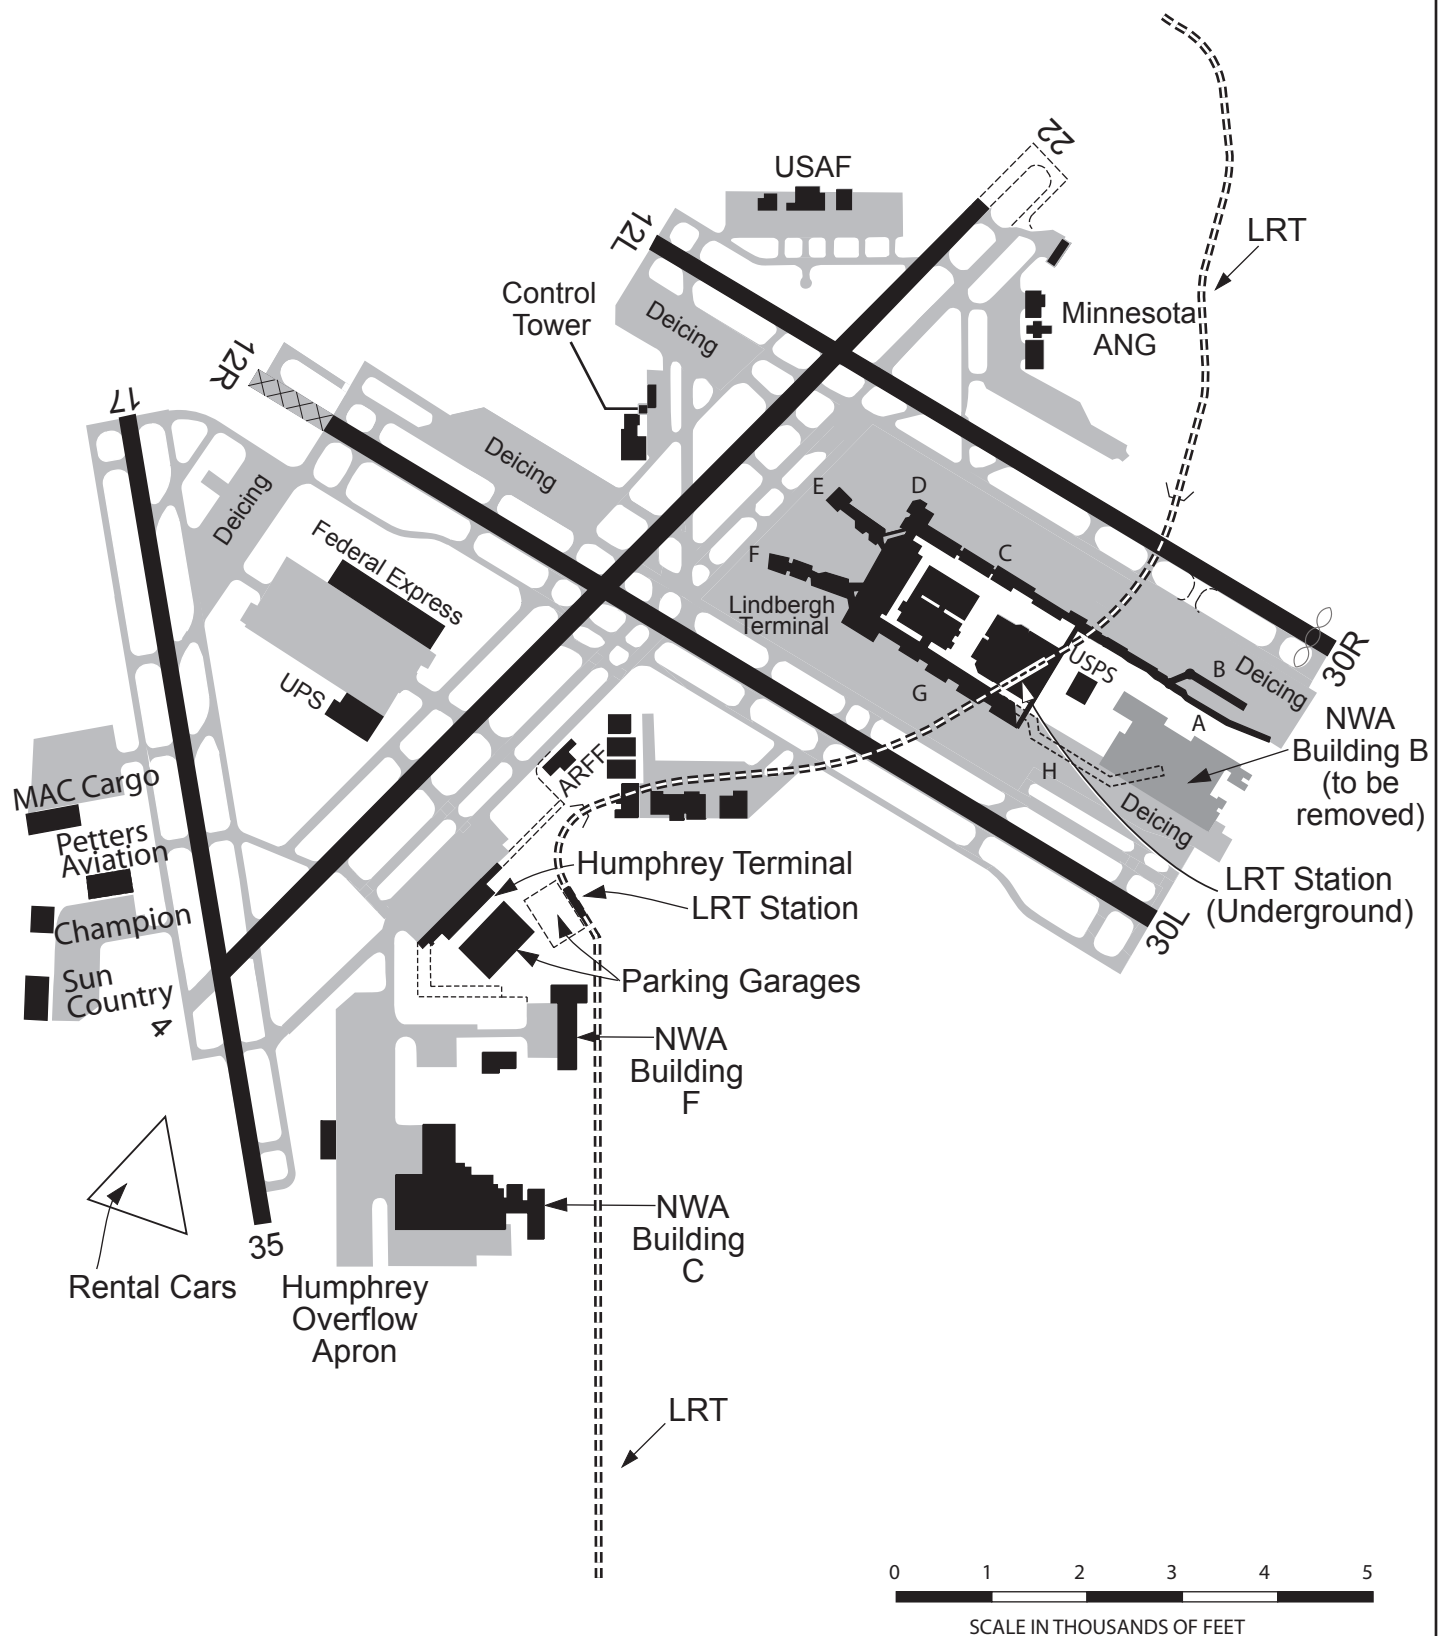 22
USAF
12L
LRT
Control
Tower
Deicing
Minnesota
ANG
12R
17
Deicing
Deicing
E
D
C
F
Federal Express
Lindbergh
Terminal
USPS
B
Deicing
30R
UPS
G
A
NWA
Building B
(to be
removed)
H
Deicing
ARFF
MAC Cargo
Petters
Aviation
Humphrey Terminal
LRT Station
LRT Station
(Underground)
30L
Champion
Sun
Country
4
Parking Garages
NWA
Building
F
NWA
Building
C
35
Rental Cars
Humphrey
Overflow
Apron
LRT
0 1 2 3 4 5
SCALE IN THOUSANDS OF FEET